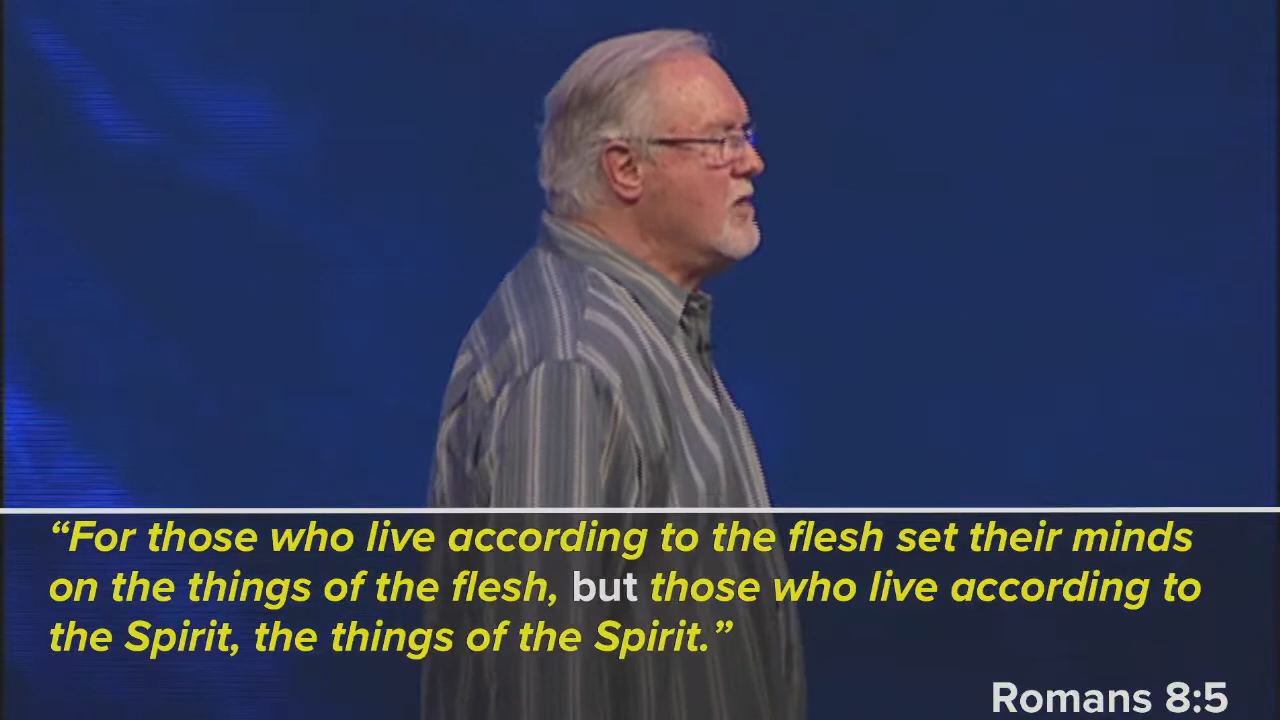 “For those who live according to the flesh set their minds
on the things of the flesh, but those who live according to
the Spirit, the things of the Spirit.”
Romans 8:5